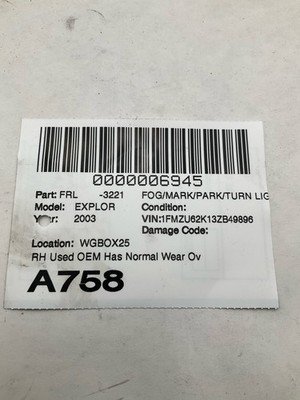 0000006945
Part: FRL -3221 FOG/MARK/PARK/TURN LIG
Model: EXPLOR Condition:
Year: 2003 VIN:1FMZU62K13ZB49896
Damage Code:
Location: WGBOX25
RH Used OEM Has Normal Wear Ov
A758